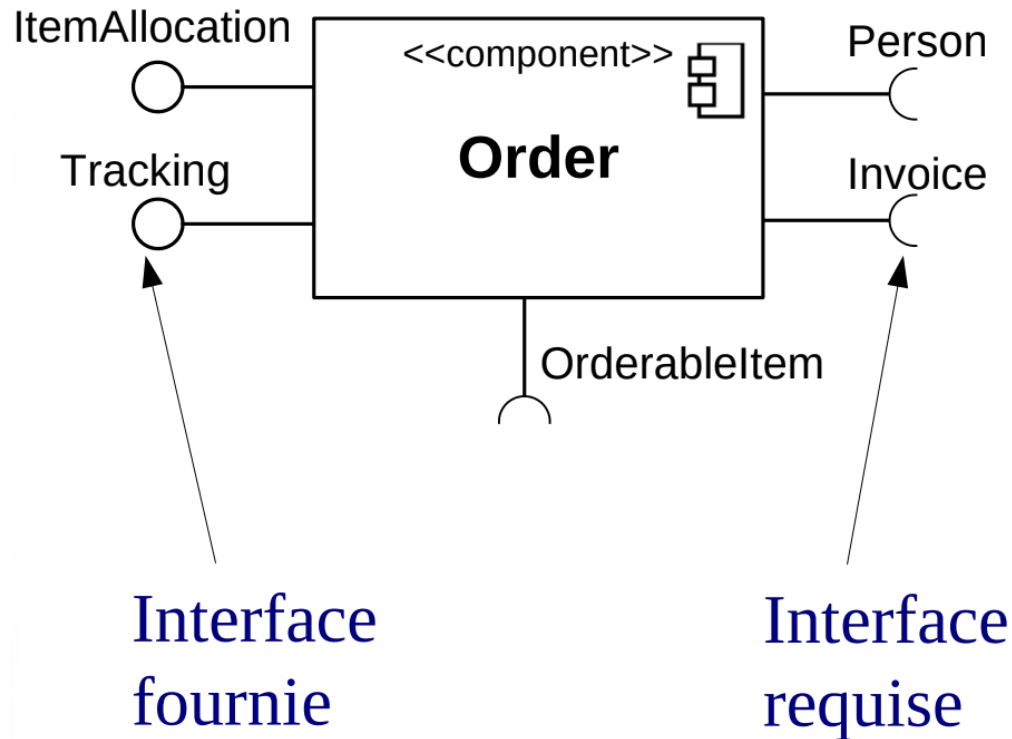 ItemAllocation
<<component>>
Person
Order
Tracking
Invoice
OrderableItem
Interface
fournie
Interface
requise